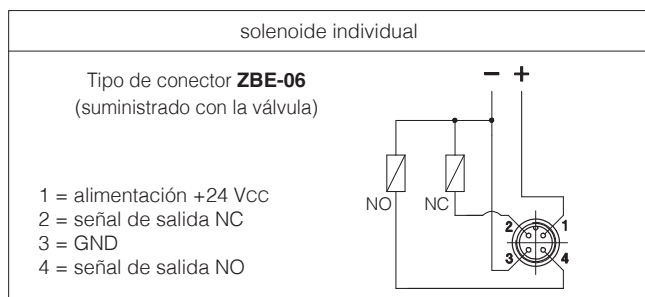 solenoide individual
Tipo de conector ZBE-06
(suministrado con la válvula)
1 = alimentación +24 VCC
2 = señal de salida NC
3 = GND
4 = señal de salida NO
− +
NO NC
2 1
3 4